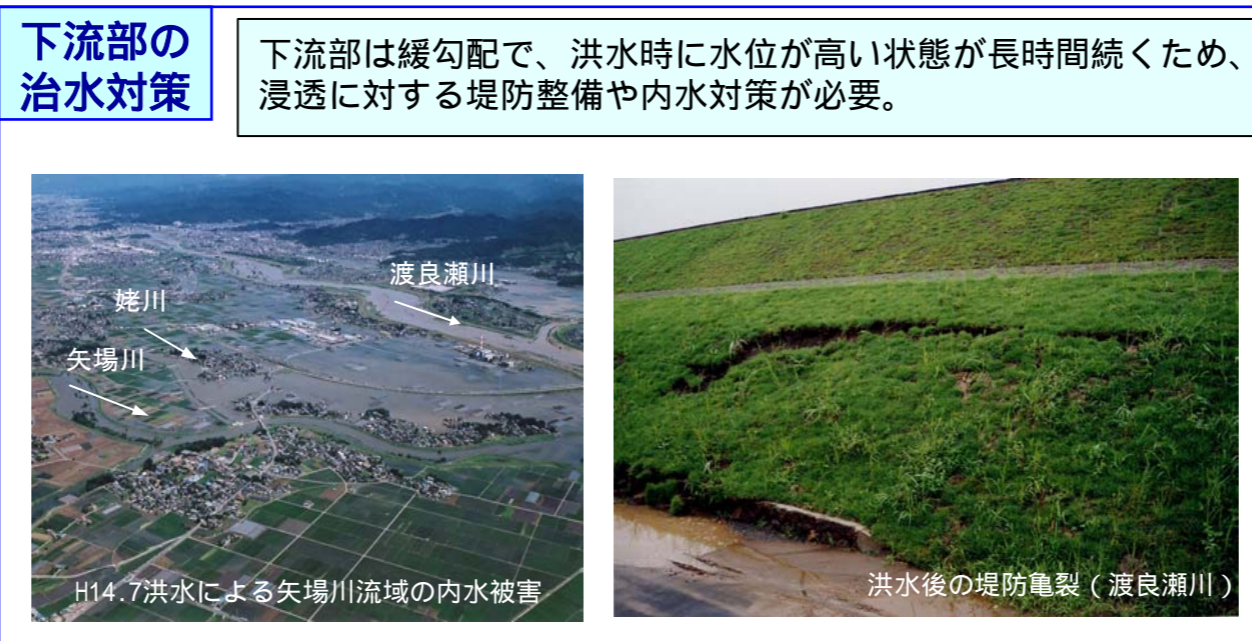 下流部の
治水対策
下流部は緩勾配で、洪水時に水位が高い状態が長時間続くため、
浸透に対する堤防整備や内水対策が必要。
渡良瀬川
姥川
矢場川
H14.7洪水による矢場川流域の内水被害
洪水後の堤防亀裂(渡良瀬川)